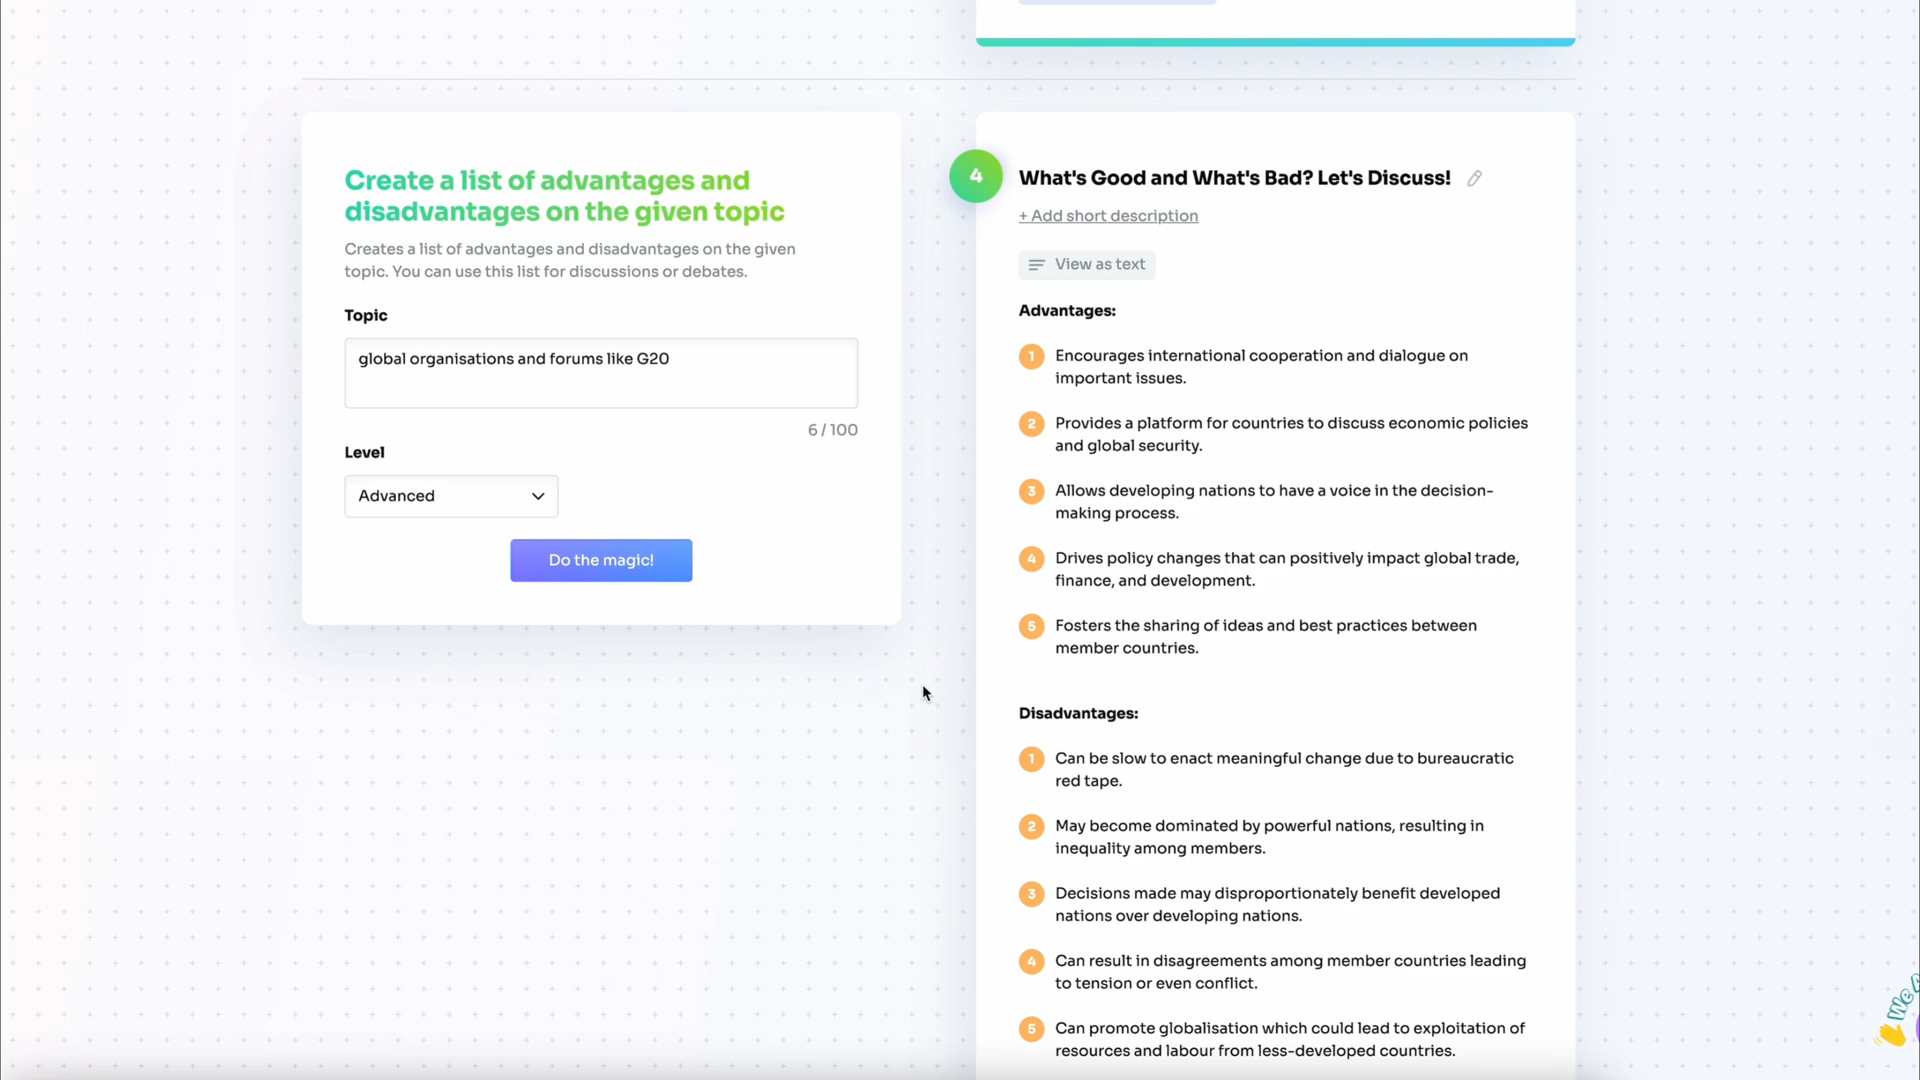 Create a list of advantages and
disadvantages on the given topic
Creates a list of advantages and disadvantages on the given
topic. You can use this list for discussions or debates.
Topic
global organisations and forums like G20
6 / 100
Level
Advanced
Do the magic!
4
What's Good and What's Bad? Let's Discuss!
+ Add short description
View as text
Advantages:
1 Encourages international cooperation and dialogue on
important issues.
2 Provides a platform for countries to discuss economic policies
and global security.
3 Allows developing nations to have a voice in the decision-
making process.
4 Drives policy changes that can positively impact global trade,
finance, and development.
5 Fosters the sharing of ideas and best practices between
member countries.
Disadvantages:
1 Can be slow to enact meaningful change due to bureaucratic
red tape.
2 May become dominated by powerful nations, resulting in
inequality among members.
3 Decisions made may disproportionately benefit developed
nations over developing nations.
4 Can result in disagreements among member countries leading
to tension or even conflict.
5 Can promote globalisation which could lead to exploitation of
resources and labour from less-developed countries.
We